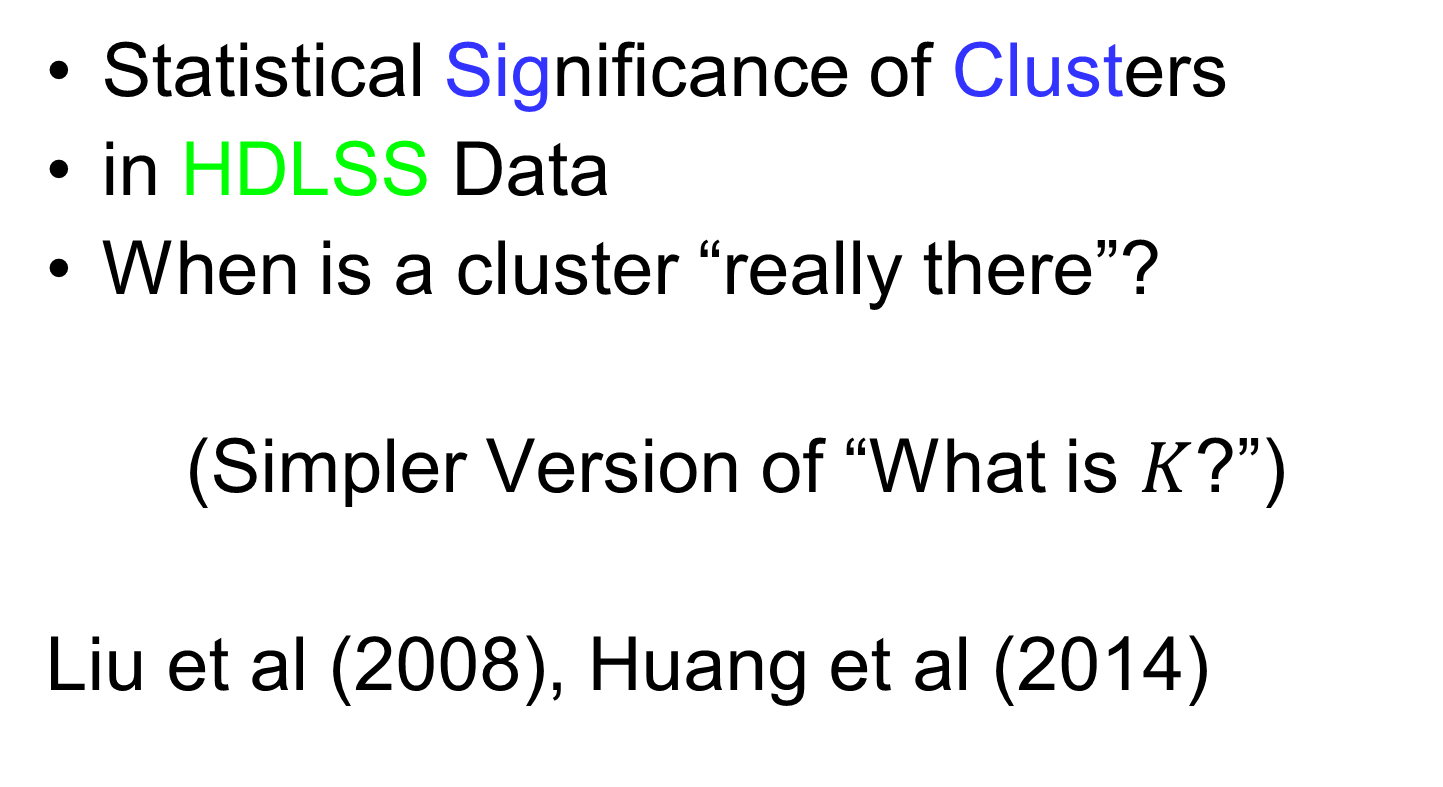 • Statistical Significance of Clusters
• in HDLSS Data
• When is a cluster “really there”?
(Simpler Version of “What is 𝐾?”)
Liu et al (2008), Huang et al (2014)